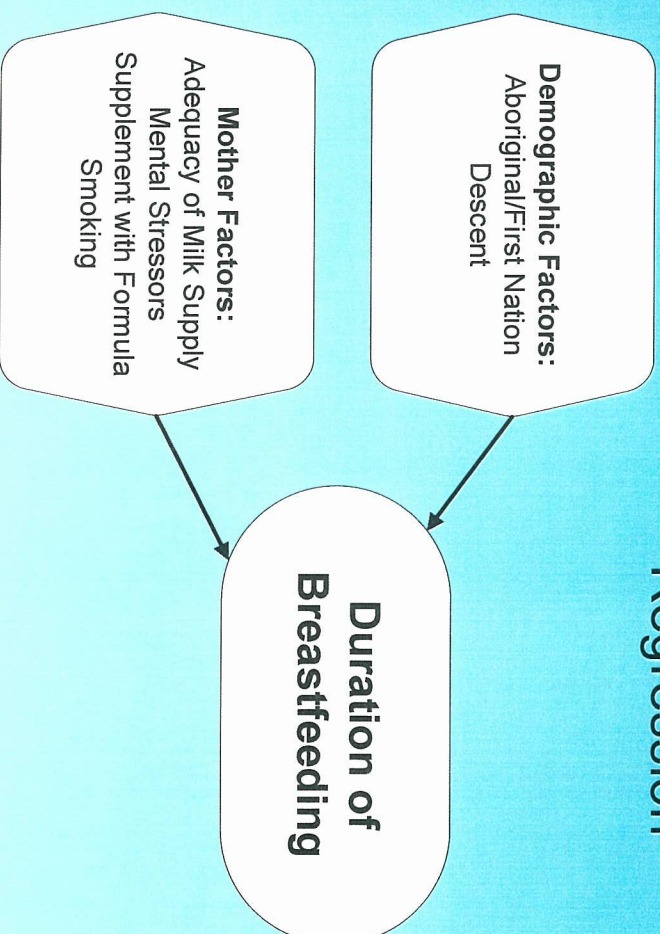 Regression
Demographic Factors:
Aboriginal/First Nation
Descent
Mother Factors:
Adequacy of Milk Supply
Mental Stressors
Supplement with Formula
Smoking
Duration of
Breastfeeding